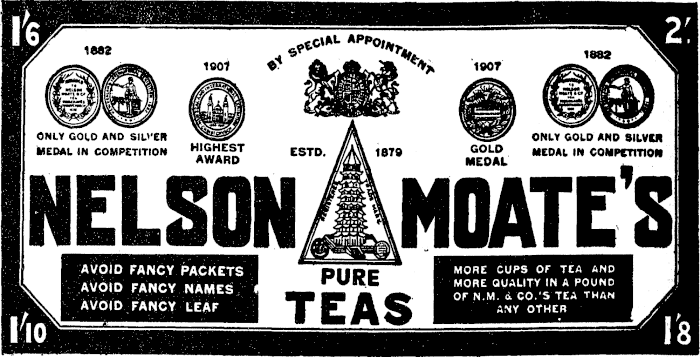 1/6
2/.
BY SPECIAL APPOINTMENT
1882
1907
1907
1882
ONLY GOLD AND SILVER
MEDAL IN COMPETITION
HIGHEST
AWARD
ESTD. 1879
GOLD
MEDAL
ONLY GOLD AND SILVER
MEDAL IN COMPETITION
NELSON MOATE'S
AVOID FANCY PACKETS
AVOID FANCY NAMES
AVOID FANCY LEAF
PURE
TEAS
MORE CUPS OF TEA AND
MORE QUALITY IN A POUND
OF N.M. & CO.'S TEA THAN
ANY OTHER
1/10
1/8